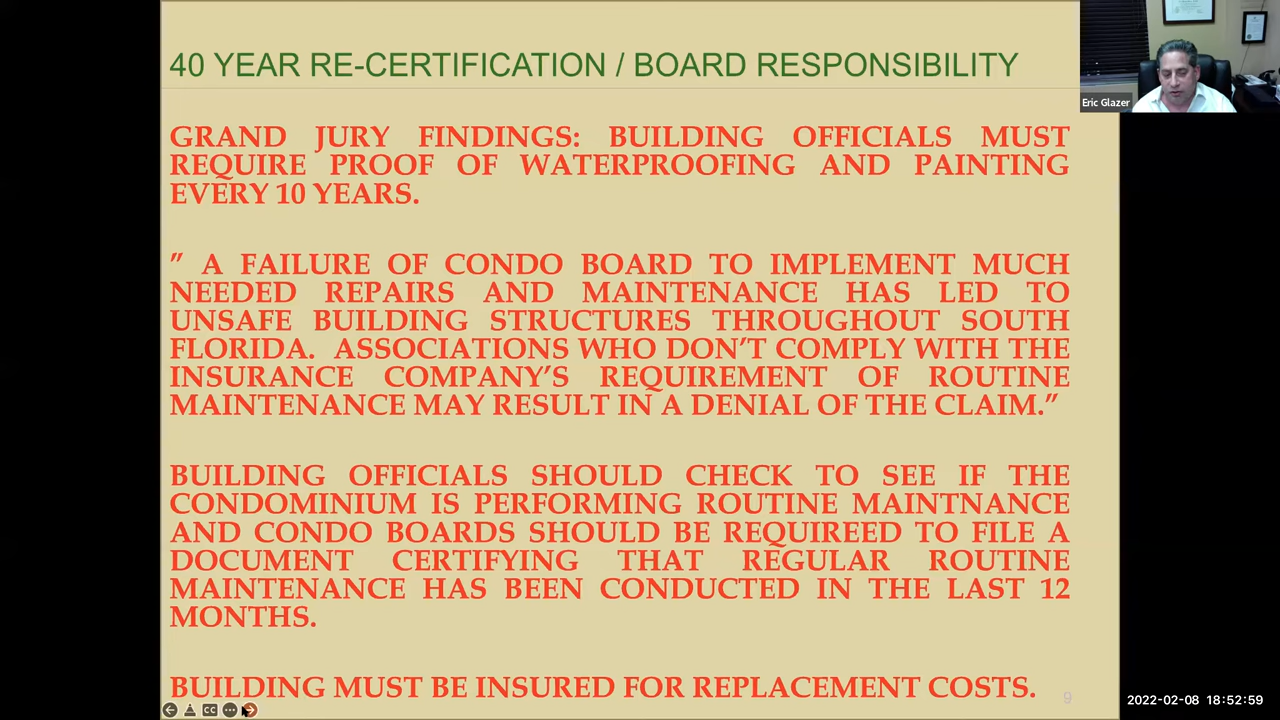 40 YEAR RE-CERTIFICATION / BOARD RESPONSIBILITY
Eric Glazer
GRAND JURY FINDINGS: BUILDING OFFICIALS MUST
REQUIRE PROOF OF WATERPROOFING AND PAINTING
EVERY 10 YEARS.
” A FAILURE OF CONDO BOARD TO IMPLEMENT MUCH
NEEDED REPAIRS AND MAINTENANCE HAS LED TO
UNSAFE BUILDING STRUCTURES THROUGHOUT SOUTH
FLORIDA. ASSOCIATIONS WHO DON’T COMPLY WITH THE
INSURANCE COMPANY’S REQUIREMENT OF ROUTINE
MAINTENANCE MAY RESULT IN A DENIAL OF THE CLAIM.”
BUILDING OFFICIALS SHOULD CHECK TO SEE IF THE
CONDOMINIUM IS PERFORMING ROUTINE MAINTNANCE
AND CONDO BOARDS SHOULD BE REQUIREED TO FILE A
DOCUMENT CERTIFYING THAT REGULAR ROUTINE
MAINTENANCE HAS BEEN CONDUCTED IN THE LAST 12
MONTHS.
BUILDING MUST BE INSURED FOR REPLACEMENT COSTS.
9
CC
2022-02-08 18:52:59